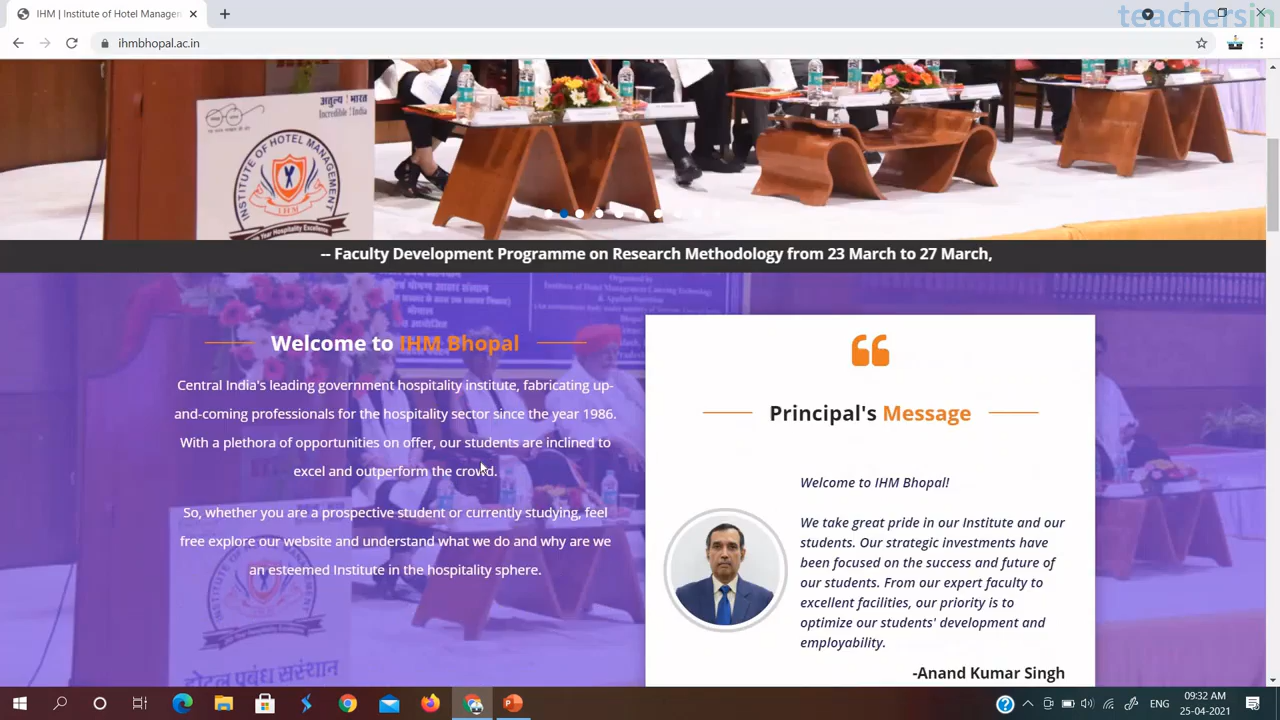 teachersin
IHM | Institute of Hotel Managem
ihmbhopal.ac.in
अतुल्य ! भारत
Incredible ! India
INSTITUTE OF HOTEL MANAGEMENT
IHM
-- Faculty Development Programme on Research Methodology from 23 March to 27 March,
Welcome to IHM Bhopal
Central India's leading government hospitality institute, fabricating up-
and-coming professionals for the hospitality sector since the year 1986.
With a plethora of opportunities on offer, our students are inclined to
excel and outperform the crowd.
So, whether you are a prospective student or currently studying, feel
free explore our website and understand what we do and why are we
an esteemed Institute in the hospitality sphere.
होटल प्रबंध संस्थान
Principal's Message
Welcome to IHM Bhopal!
We take great pride in our Institute and our
students. Our strategic investments have
been focused on the success and future of
our students. From our expert faculty to
excellent facilities, our priority is to
optimize our students' development and
employability.
-Anand Kumar Singh
ENG
09:32 AM
25-04-2021